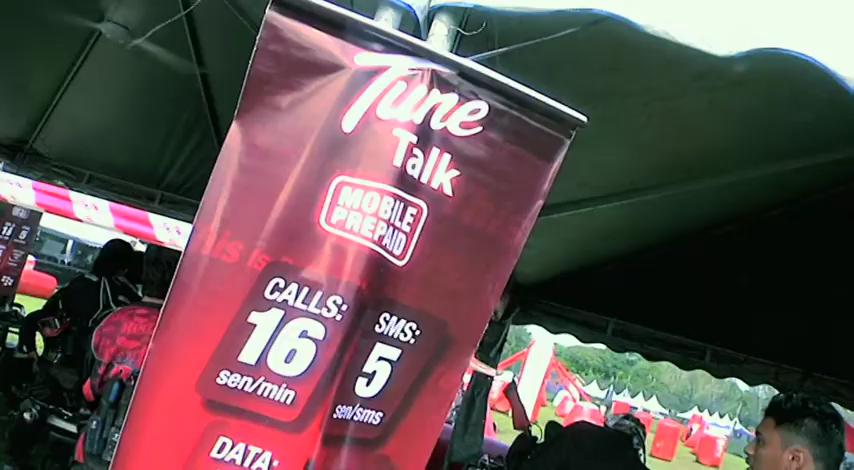 Tune
Talk
MOBILE
PREPAID
CALLS:
16
sen/min
SMS:
5
sen/sms
DATA: